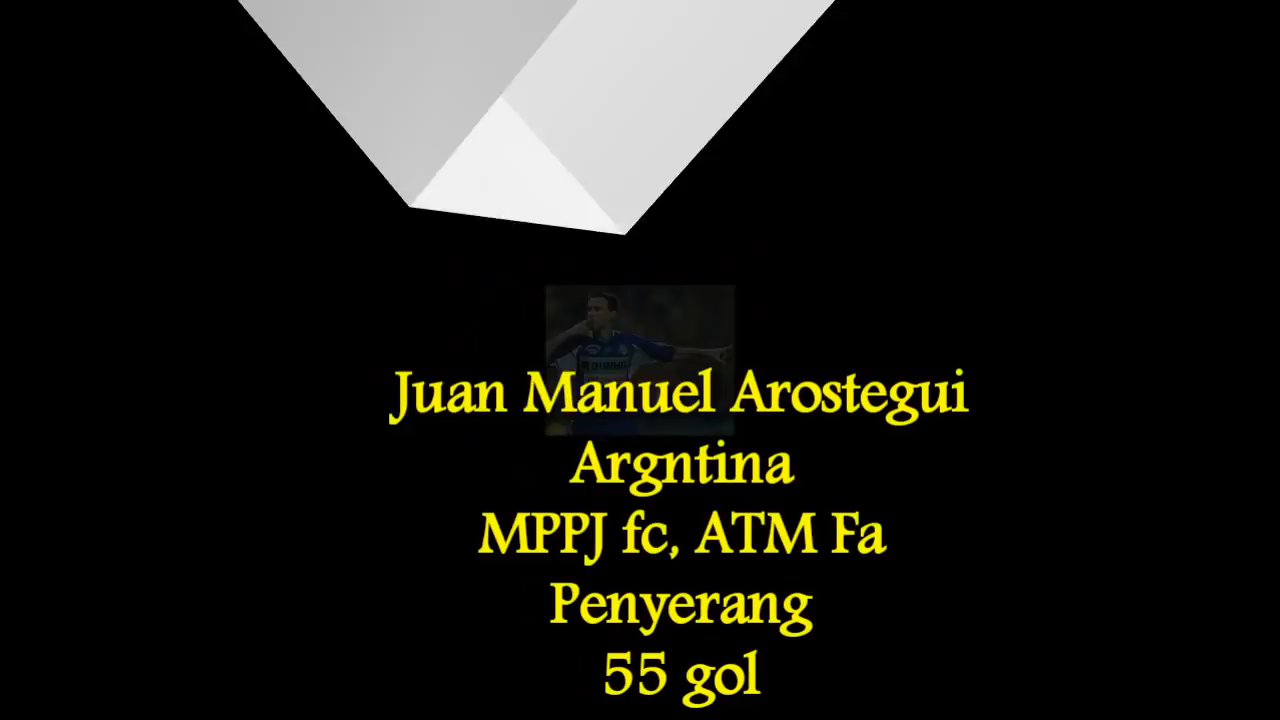 Juan Manuel Arostegui
Argntina
MPPJ fc, ATM Fa
Penyerang
55 gol